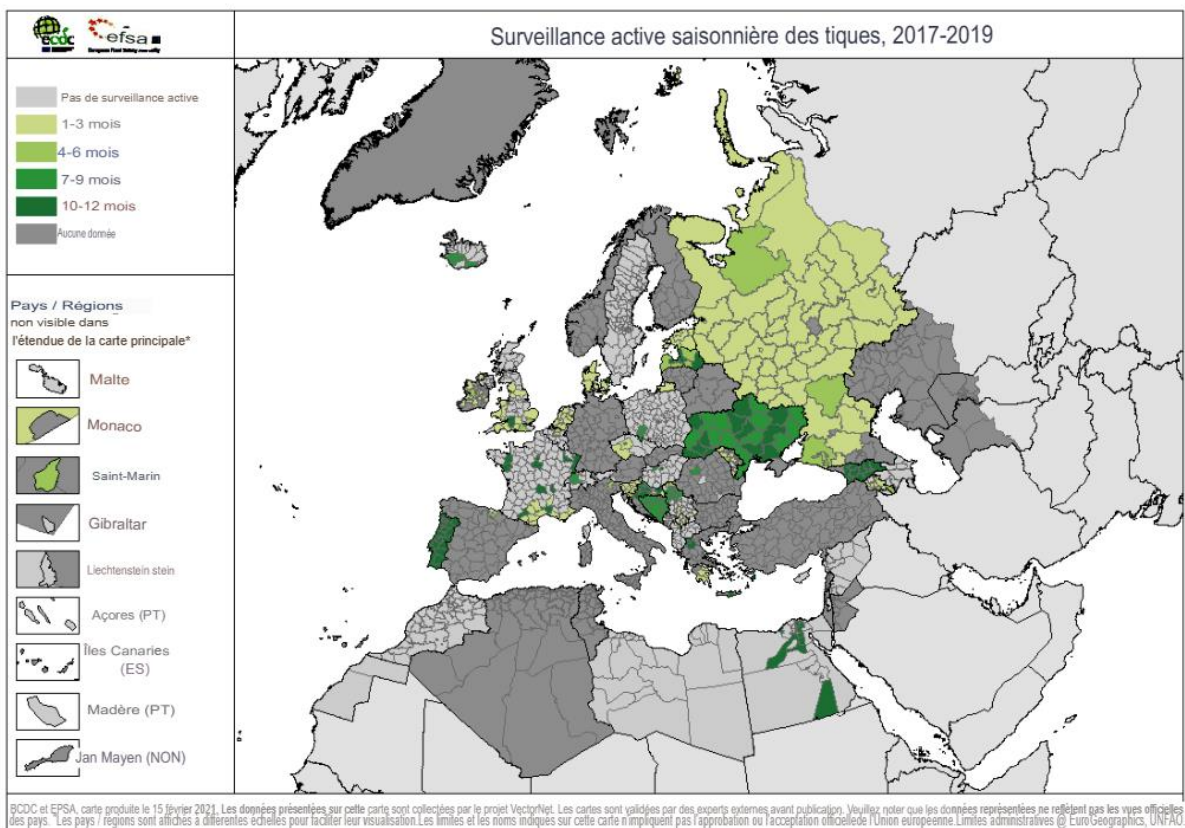 ecdc
efsa
European Food Safety Authority
Surveillance active saisonnière des tiques, 2017-2019
Pas de surveillance active
1-3 mois
4-6 mois
7-9 mois
10-12 mois
Aucune donnée
Pays / Régions
non visible dans
l'étendue de la carte principale*
Malte
Monaco
Saint-Marin
Gibraltar
Liechtenstein stein
Açores (PT)
Îles Canaries
(ES)
Madère (PT)
Jan Mayen (NON)
BCDC et EPSA, carte produite le 15 février 2021. Les données présentées sur cette carte sont collectées par le projet VectorNet. Les cartes sont validées par des experts externes avant publication. Veuillez noter que les données représentées ne reflètent pas les vues officielles
des pays. *Les pays / régions sont affichés à différentes échelles pour faciliter leur visualisation.Les limites et les noms indiqués sur cette carte n'impliquent pas l'approbation ou l'acceptation officiellede l'Union européenne.Limites administratives @ EuroGeographics, UNFAO.